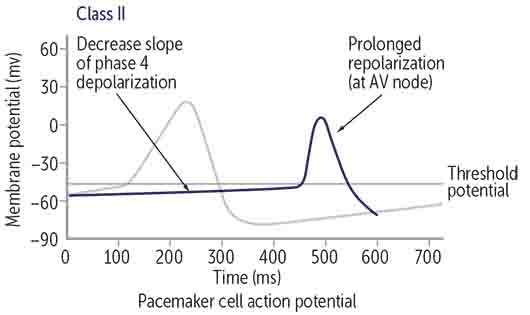 Class II
Decrease slope
of phase 4
depolarization
Prolonged
repolarization
(at AV node)
Membrane potential (mv)
60
30
0
−30
−60
−90
Threshold
potential
0 100 200 300 400 500 600 700
Time (ms)
Pacemaker cell action potential